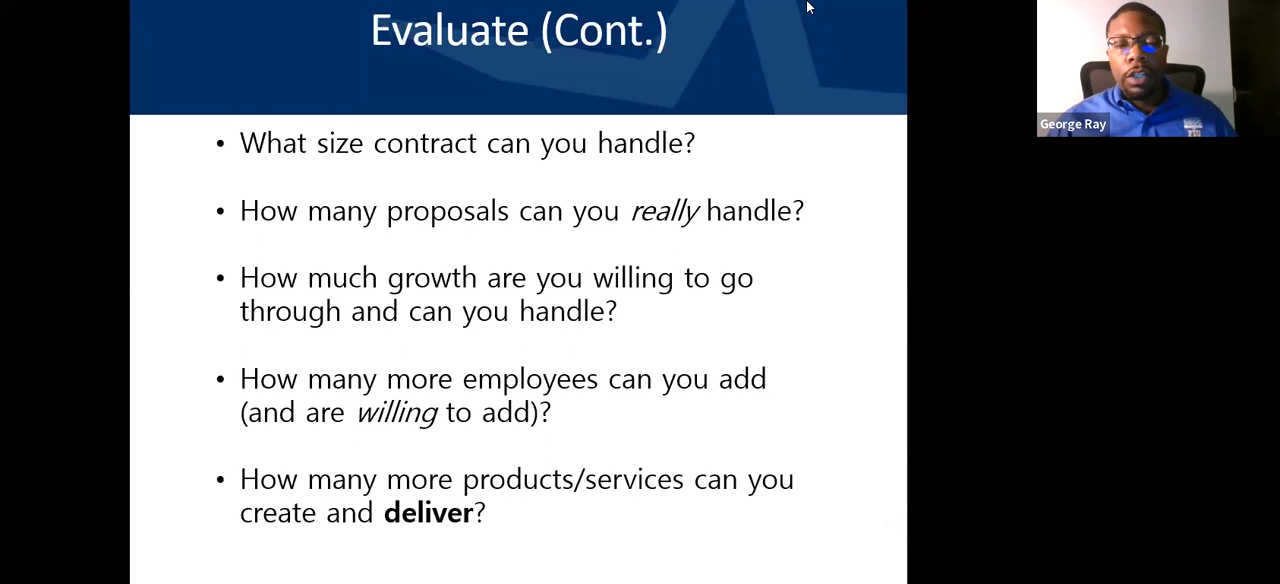 Evaluate (Cont.)
• What size contract can you handle?
• How many proposals can you really handle?
• How much growth are you willing to go
through and can you handle?
• How many more employees can you add
(and are willing to add)?
• How many more products/services can you
create and deliver?
George Ray